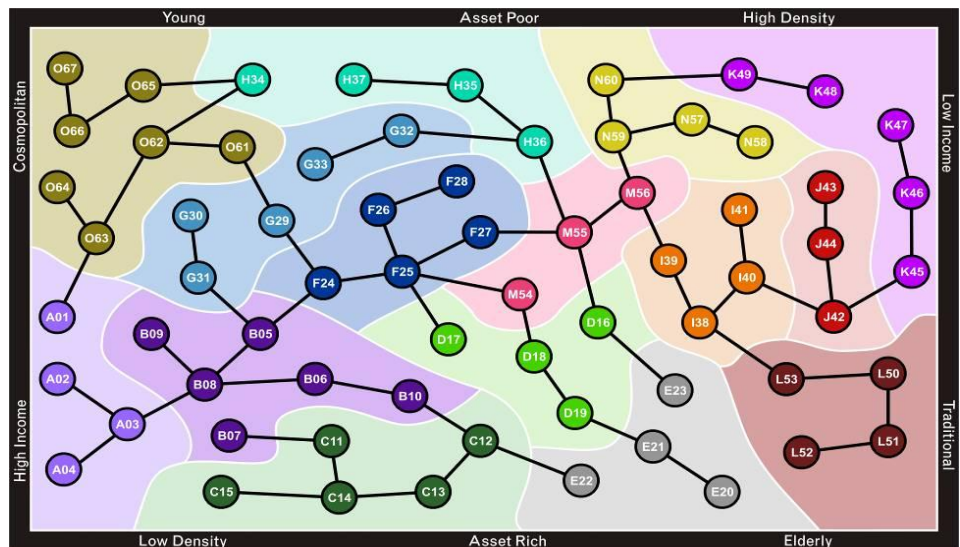 Young Asset Poor High Density
Cosmopolitan
Low Income
High Income
Traditional
O67 O65 H34 H37 H35 N60 K49 K48
O66 O62 O61 G32 H36 N59 N57 N58 K47
G33 F28
O64 G30 G29 F26 M56 I41 J43 K46
O63 F27 M55 J44
G31 F24 F25 I39 I40 K45
A01 M54 D16 I38 J42
B09 B05 D17 D18
A02 B08 B06 B10 E23 L53 L50
A03 B07 C11 C12 D19 E21 L52 L51
A04 C15 C14 C13 E22 E20
Low Density Asset Rich Elderly